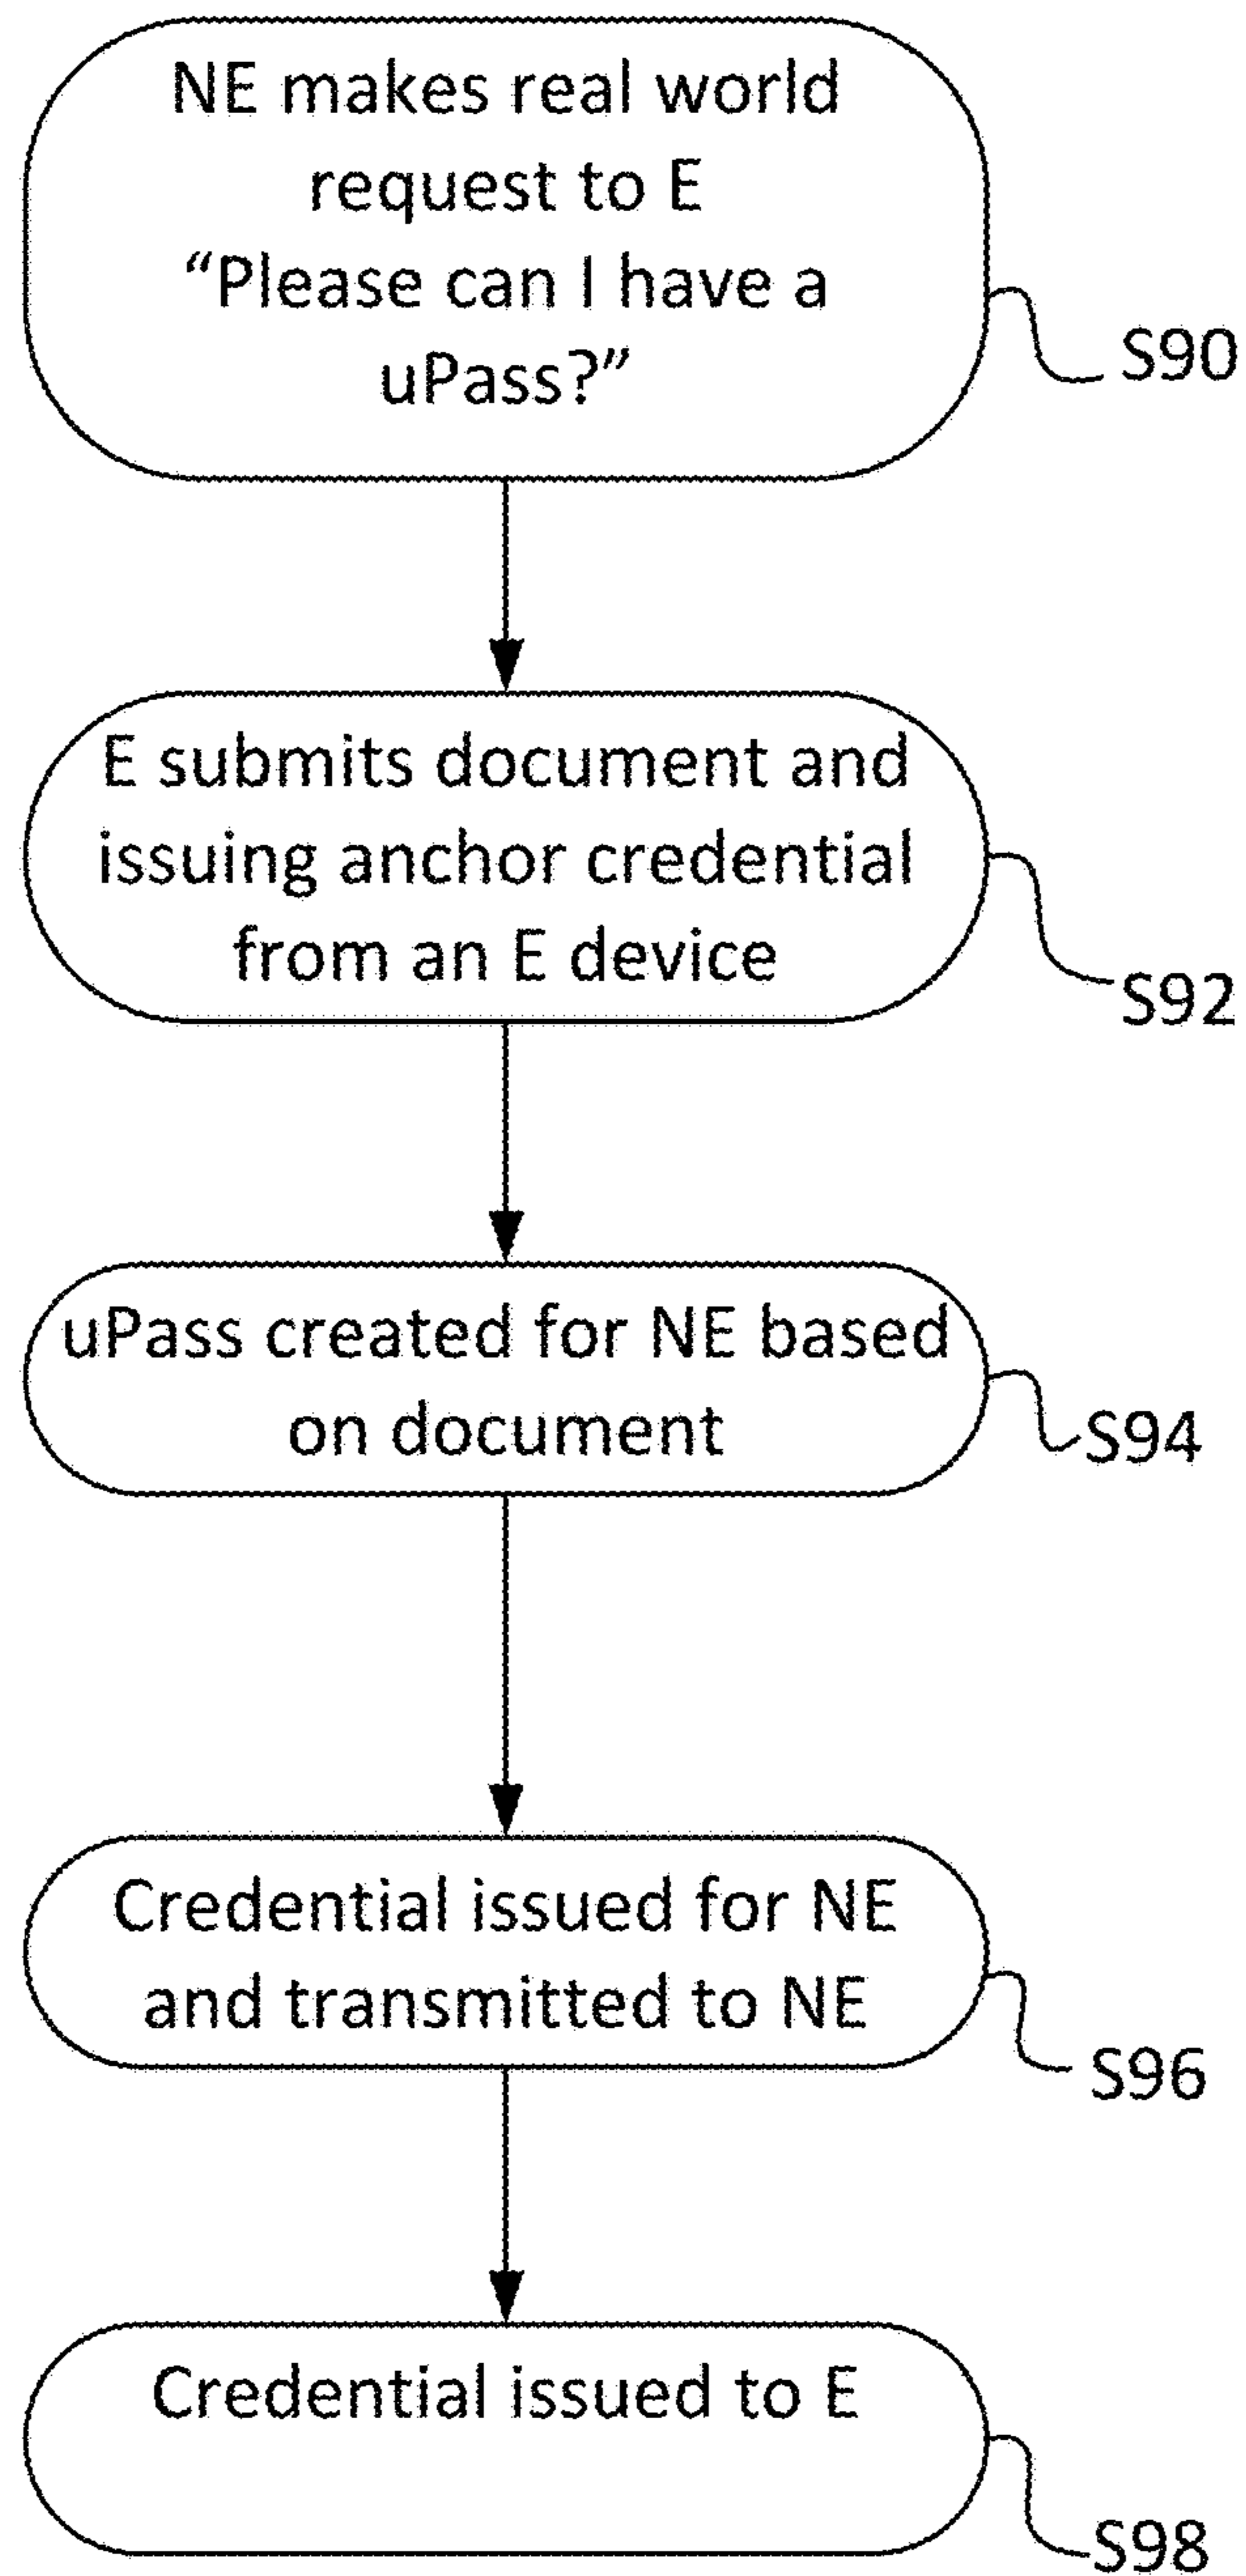 NE makes real world
request to E
“Please can I have a
uPass?”
S90
E submits document and
issuing anchor credential
from an E device
S92
uPass created for NE based
on document
S94
Credential issued for NE
and transmitted to NE
S96
Credential issued to E
S98